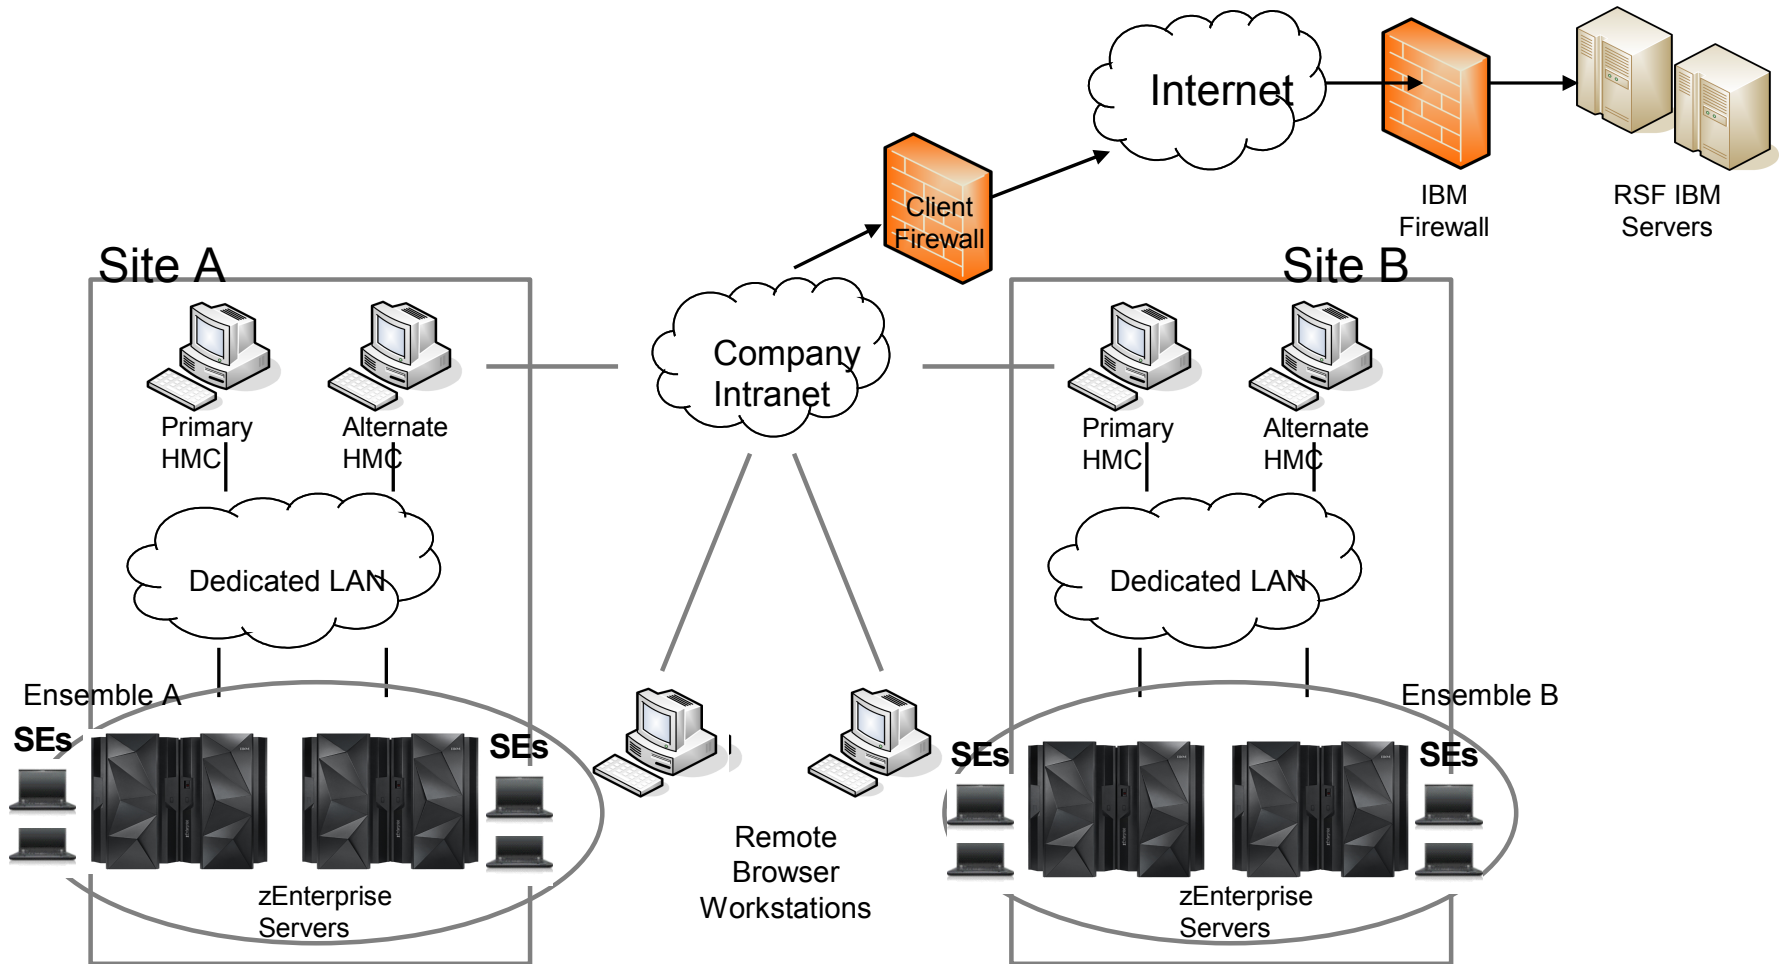 Internet
IBM
Firewall
RSF IBM
Servers
Client
Firewall
Site A
Site B
Company
Intranet
Primary
HMC
Alternate
HMC
Primary
HMC
Alternate
HMC
Dedicated LAN
Dedicated LAN
Ensemble A
Ensemble B
SEs
SEs
SEs
SEs
Remote
Browser
Workstations
zEnterprise
Servers
zEnterprise
Servers